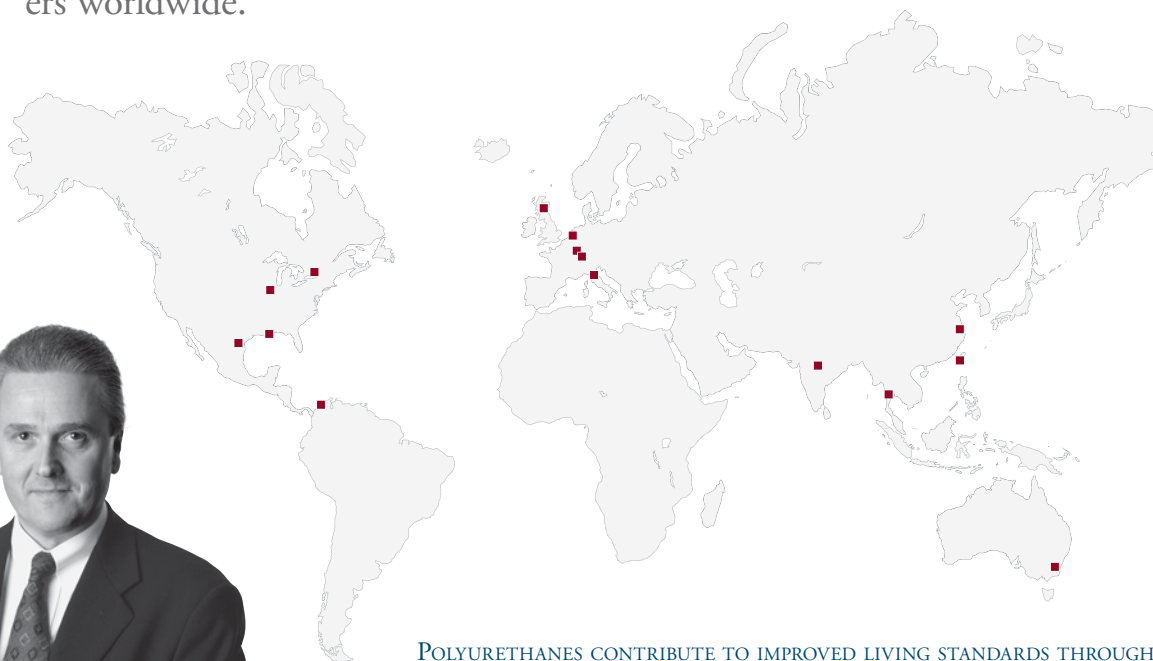 ers worldwide.
POLYURETHANES CONTRIBUTE TO IMPROVED LIVING STANDARDS THROUGH